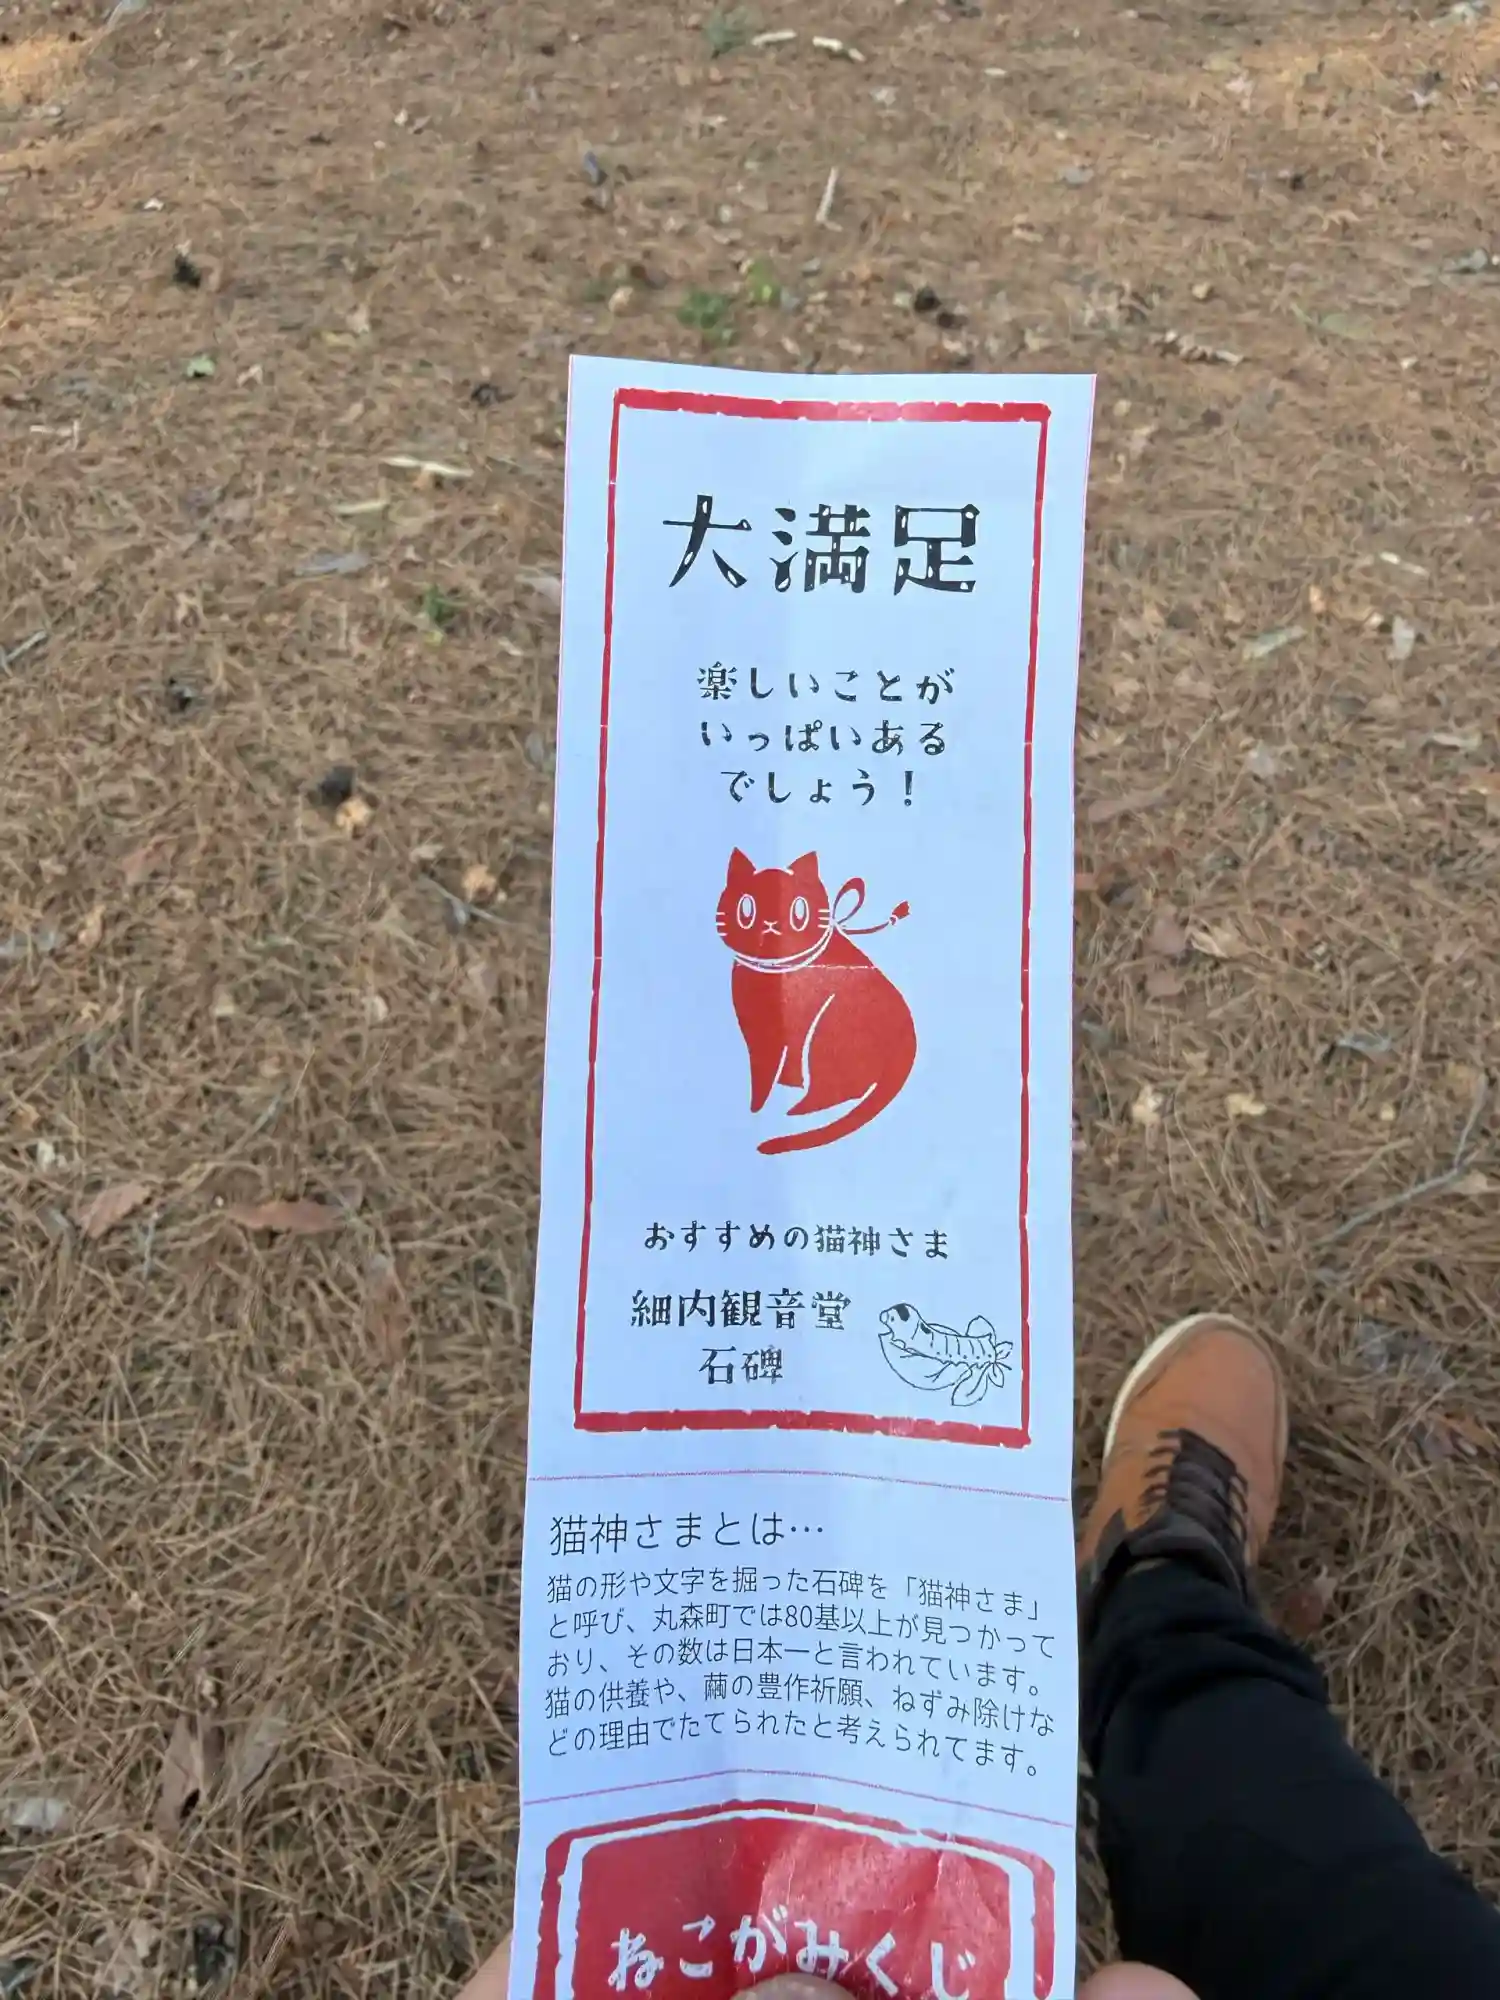 大満足
楽しいことが
いっぱいある
でしょう！
おすすめの猫神さま
細内観音堂
石碑
猫神さまとは…
猫の形や文字を掘った石碑を「猫神さま」
と呼び、丸森町では80基以上が見つかって
おり、その数は日本一と言われています。
猫の供養や、繭の豊作祈願、ねずみ除けな
どの理由でたてられたと考えられてます。
ねこがみくじ